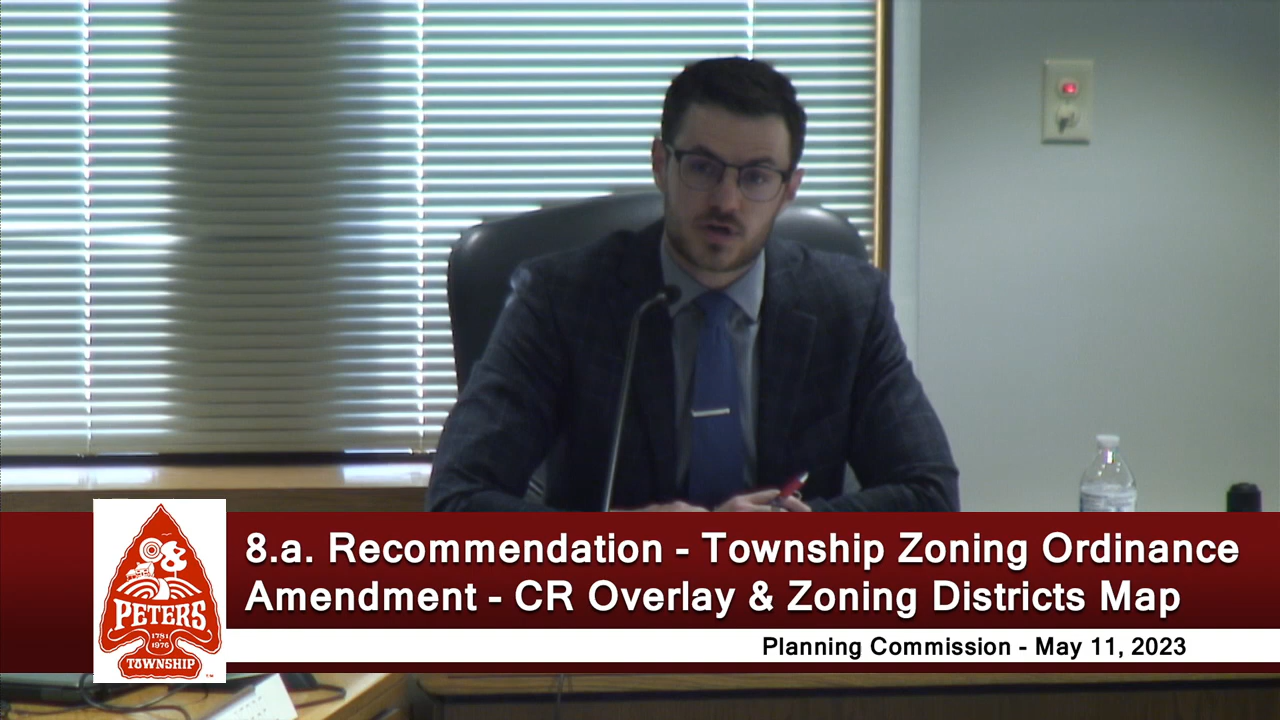 8.a. Recommendation - Township Zoning Ordinance
Amendment - CR Overlay & Zoning Districts Map
Planning Commission - May 11, 2023
PETERS
1781
1976
TOWNSHIP